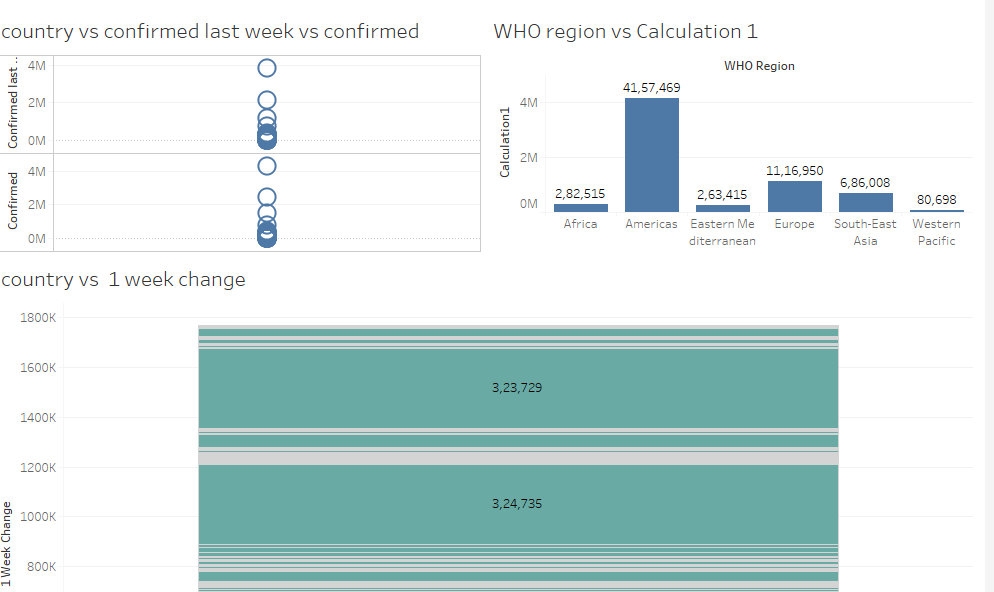 country vs confirmed last week vs confirmed
Confirmed last ..
4M
2M
0M
Confirmed
4M
2M
0M
WHO region vs Calculation 1
WHO Region
Calculation1
4M
2M
0M
41,57,469
11,16,950
6,86,008
2,82,515
2,63,415
80,698
Africa
Americas
Eastern Me
diterranean
Europe
South-East
Asia
Western
Pacific
country vs  1 week change
1 Week Change
1800K
1600K
1400K
1200K
1000K
800K
3,23,729
3,24,735